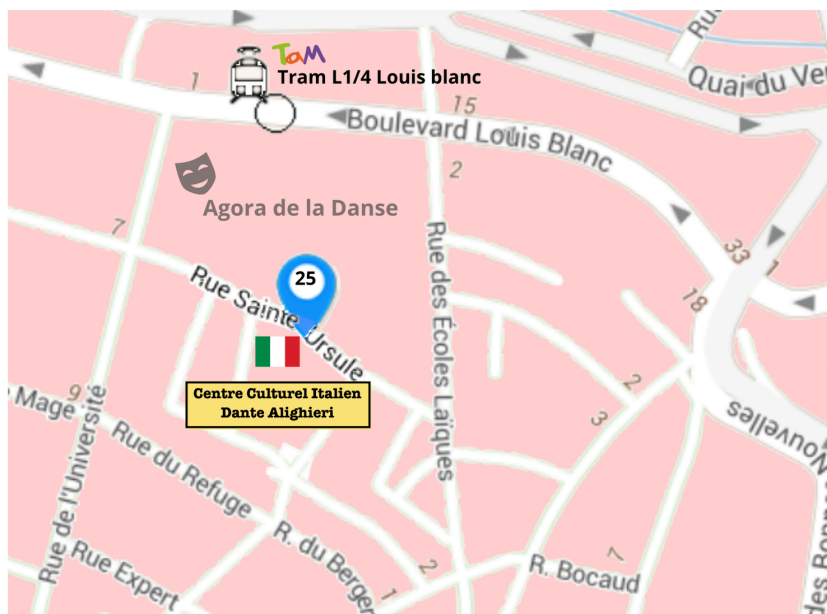 TaM
Tram L1/4 Louis blanc
Quai du Ve
1
15
Boulevard Louis Blanc
2
Agora de la Danse
7
33
1
18
25
Rue Sainte Ursule
Rue des Écoles Laïques
Centre Culturel Italien
Dante Alighieri
2
3
Mage
9
Rue de l'Université
Rue du Refuge
Nouvelles
R. du Berger
2
1
7
R. Bocaud
Rue Expert